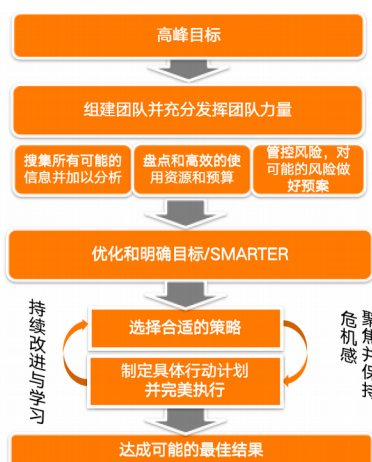 高峰目标
组建团队并充分发挥团队力量
搜集所有可能的
信息并加以分析
盘点和高效的使
用资源和预算
管控风险，对
可能的风险做
好预案
优化和明确目标/SMARTER
持续改进与学习
选择合适的策略
制定具体行动计划
并完美执行
聚焦并保持
危机感
达成可能的最佳结果